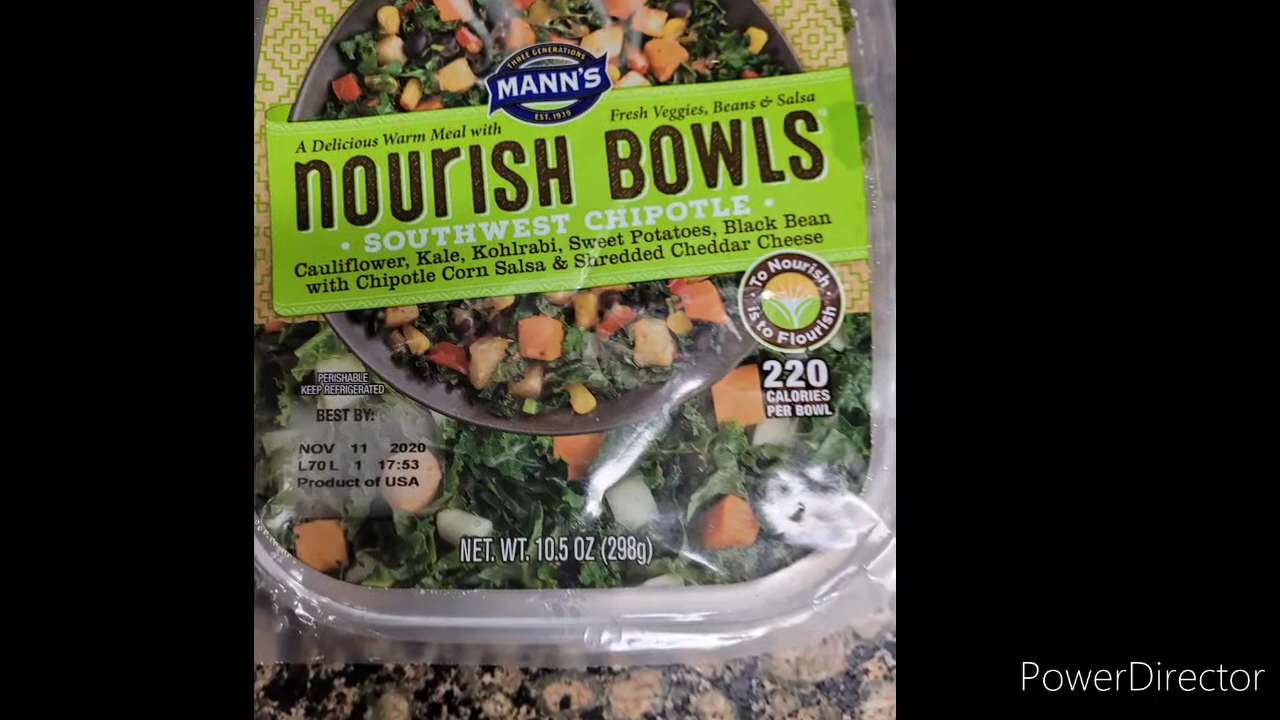 THREE GENERATIONS
MANN'S
EST. 1939
A Delicious Warm Meal with
Fresh Veggies, Beans & Salsa
NOURISH BOWLS
• SOUTHWEST CHIPOTLE •
Cauliflower, Kale, Kohlrabi, Sweet Potatoes, Black Bean
with Chipotle Corn Salsa & Shredded Cheddar Cheese
To Nourish
is to Flourish
220
CALORIES
PER BOWL
PERISHABLE
KEEP REFRIGERATED
BEST BY:
NOV 11 2020
L70 L 1 17:53
Product of USA
NET. WT. 10.5 OZ (298g)
PowerDirector